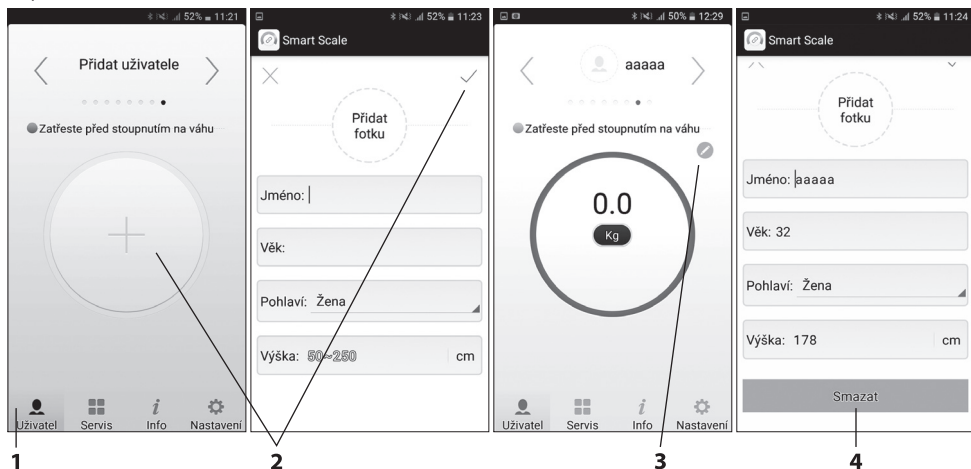 52% 11:21
Přidat uživatele
Zatřeste před stoupnutím na váhu
Uživatel Servis Info Nastavení
52% 11:23
Smart Scale
Přidat
fotku
Jméno:
Věk:
Pohlaví: Žena
Výška: 50~250 cm
50% 12:29
aaaaa
Zatřeste před stoupnutím na váhu
0.0
Kg
Uživatel Servis Info Nastavení
52% 11:24
Smart Scale
Přidat
fotku
Jméno: aaaaa
Věk: 32
Pohlaví: Žena
Výška: 178 cm
Smazat
1 2 3 4